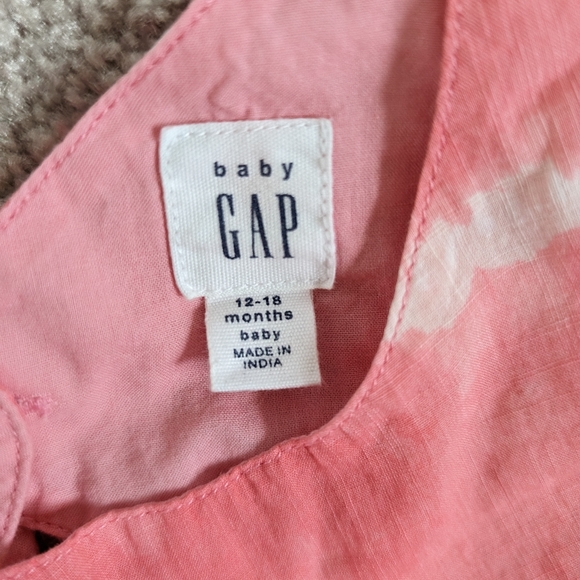 baby
GAP
12-18
months
baby
MADE IN
INDIA